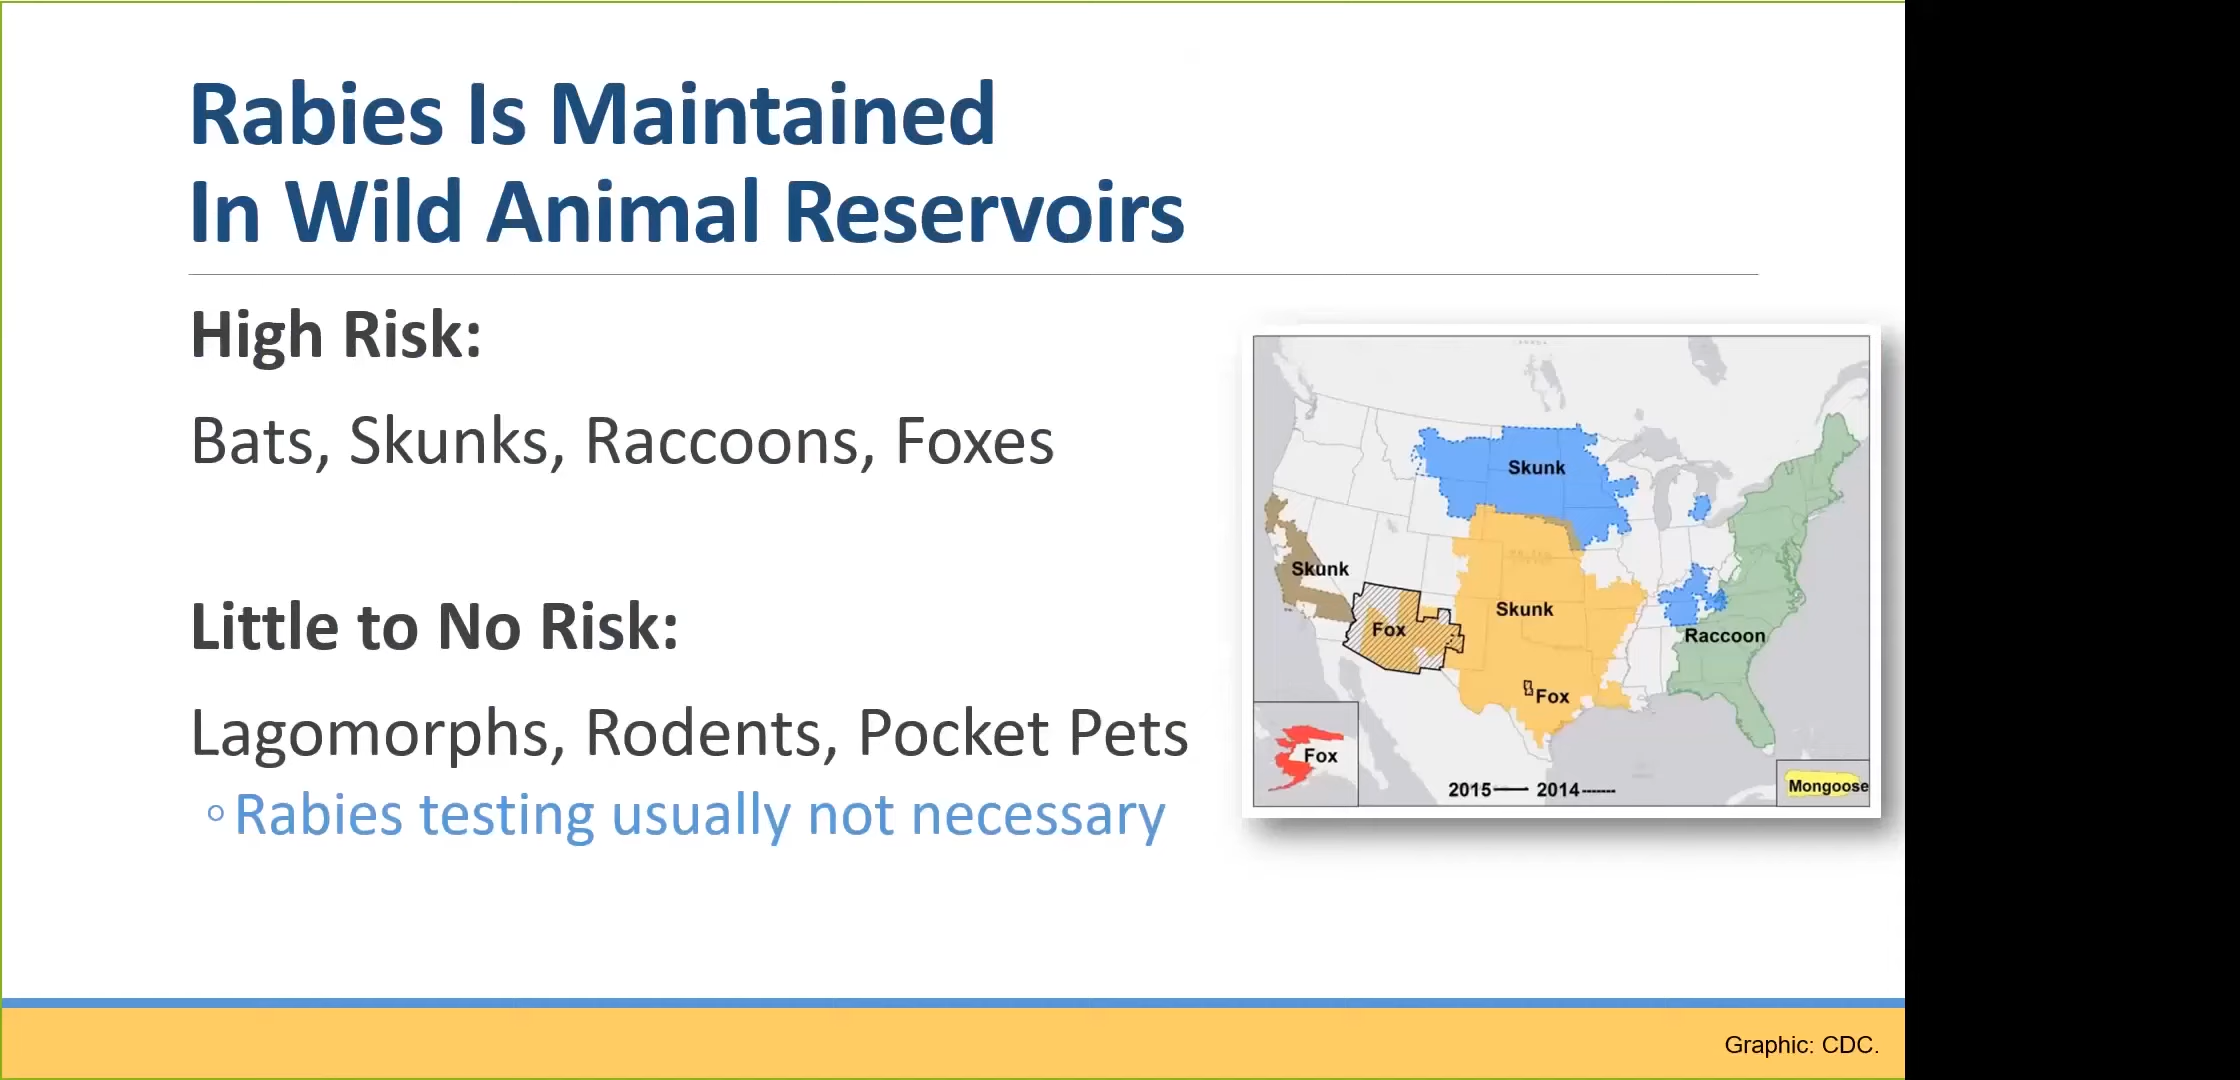 Rabies Is Maintained
In Wild Animal Reservoirs
High Risk:
Bats, Skunks, Raccoons, Foxes
Little to No Risk:
Lagomorphs, Rodents, Pocket Pets
◦Rabies testing usually not necessary
Skunk
Skunk
Skunk
Fox
Raccoon
Fox
Fox
Mongoose
2015 2014
Graphic: CDC.